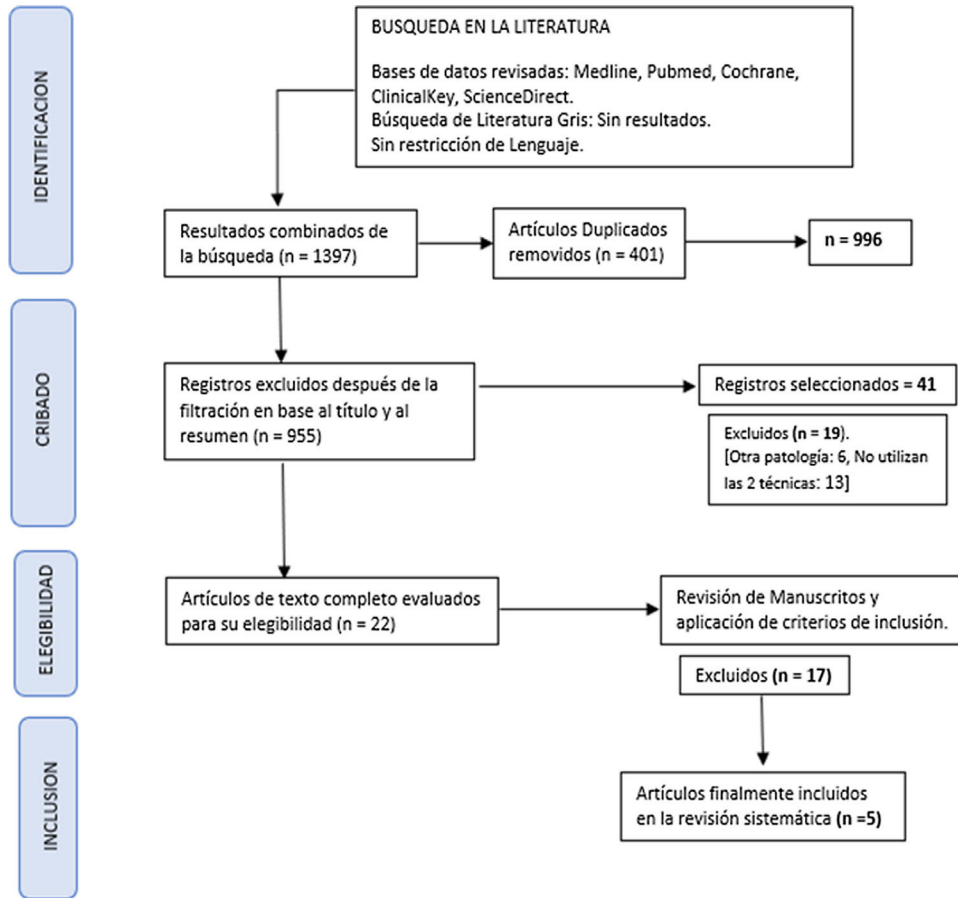 IDENTIFICACION
BUSQUEDA EN LA LITERATURA
Bases de datos revisadas: Medline, Pubmed, Cochrane,
ClinicalKey, ScienceDirect.
Búsqueda de Literatura Gris: Sin resultados.
Sin restricción de Lenguaje.
Resultados combinados de
la búsqueda (n = 1397)
Artículos Duplicados
removidos (n = 401)
n = 996
CRIBADO
Registros excluidos después de la
filtración en base al título y al
resumen (n = 955)
Registros seleccionados = 41
Excluidos (n = 19).
[Otra patología: 6, No utilizan
las 2 técnicas: 13]
ELEGIBILIDAD
Artículos de texto completo evaluados
para su elegibilidad (n = 22)
Revisión de Manuscritos y
aplicación de criterios de inclusión.
Excluidos (n = 17)
INCLUSION
Artículos finalmente incluidos
en la revisión sistemática (n =5)